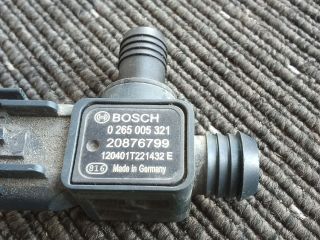 BOSCH
0 265 005 321
20876799
120401T221432 E
816 Made in Germany